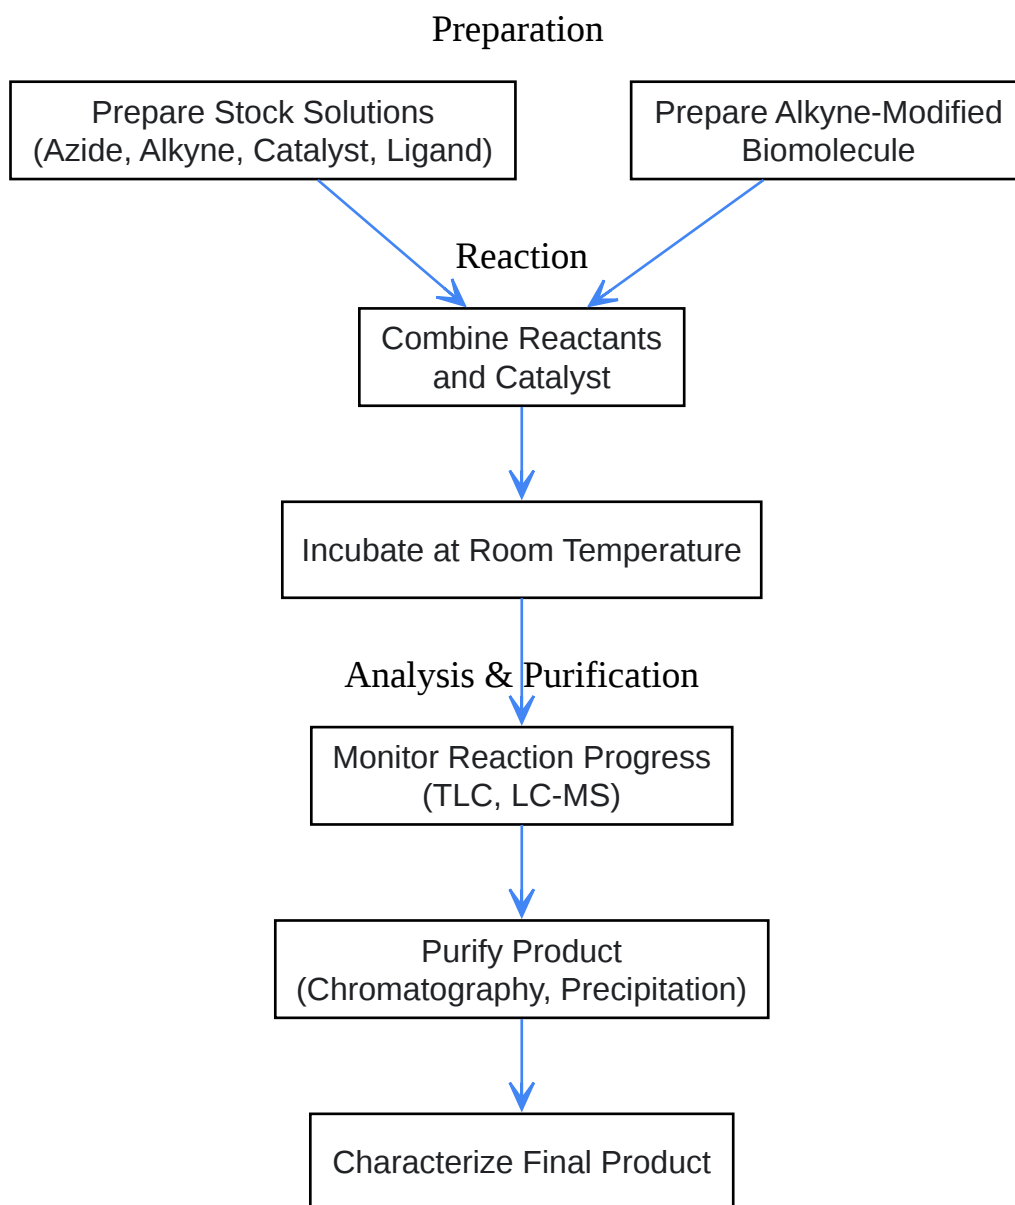 Preparation
Prepare Stock Solutions
(Azide, Alkyne, Catalyst, Ligand)
Prepare Alkyne-Modified
Biomolecule
Reaction
Combine Reactants
and Catalyst
Incubate at Room Temperature
Analysis & Purification
Monitor Reaction Progress
(TLC, LC-MS)
Purify Product
(Chromatography, Precipitation)
Characterize Final Product